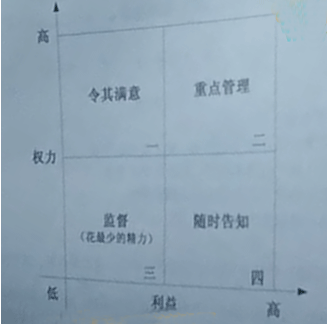 高
令其满意
重点管理
一
二
权力
监督
(花最少的精力)
随时告知
三
四
低
利益
高